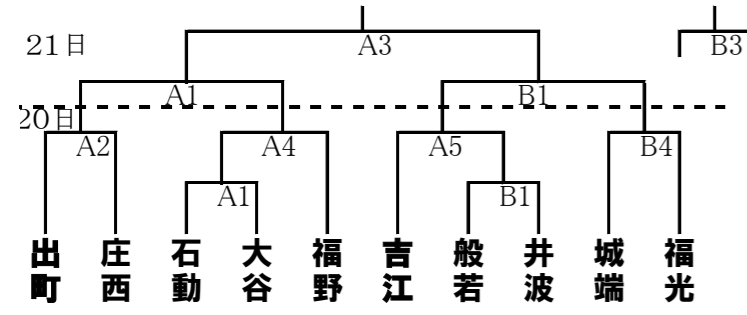 21日 A3 B3
A1 B1
20日
A2 A4 A5 B4
A1 B1
出町 庄西 石動 大谷 福野 吉江 般若 井波 城端 福光